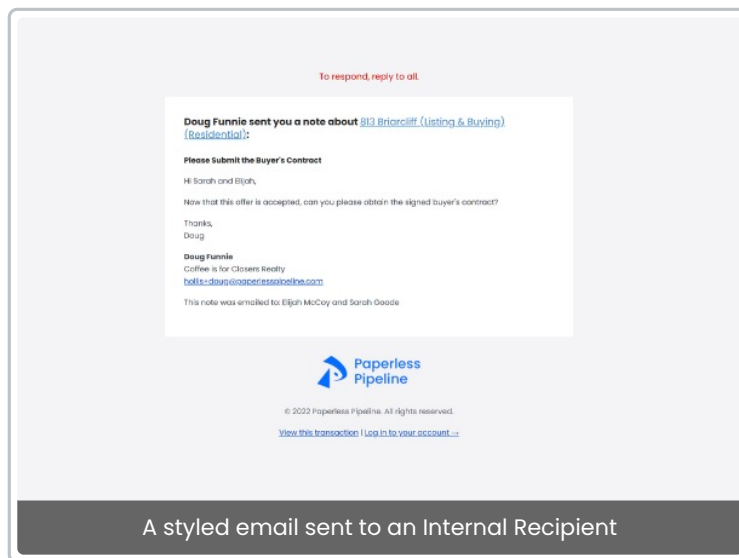 To respond, reply to all.
Doug Funnie sent you a note about 813 Briarcliff (Listing & Buying)
(Residential):
Please Submit the Buyer's Contract
Hi Sarah and Elijah,
Now that this offer is accepted, can you please obtain the signed buyer's contract?
Thanks,
Doug
Doug Funnie
Coffee is for Closers Realty
hollis+doug@paperlesspipeline.com
This note was emailed to: Elijah McCoy and Sarah Goode
Paperless
Pipeline
© 2022 Paperless Pipeline. All rights reserved.
View this transaction | Log in to your account →
A styled email sent to an Internal Recipient